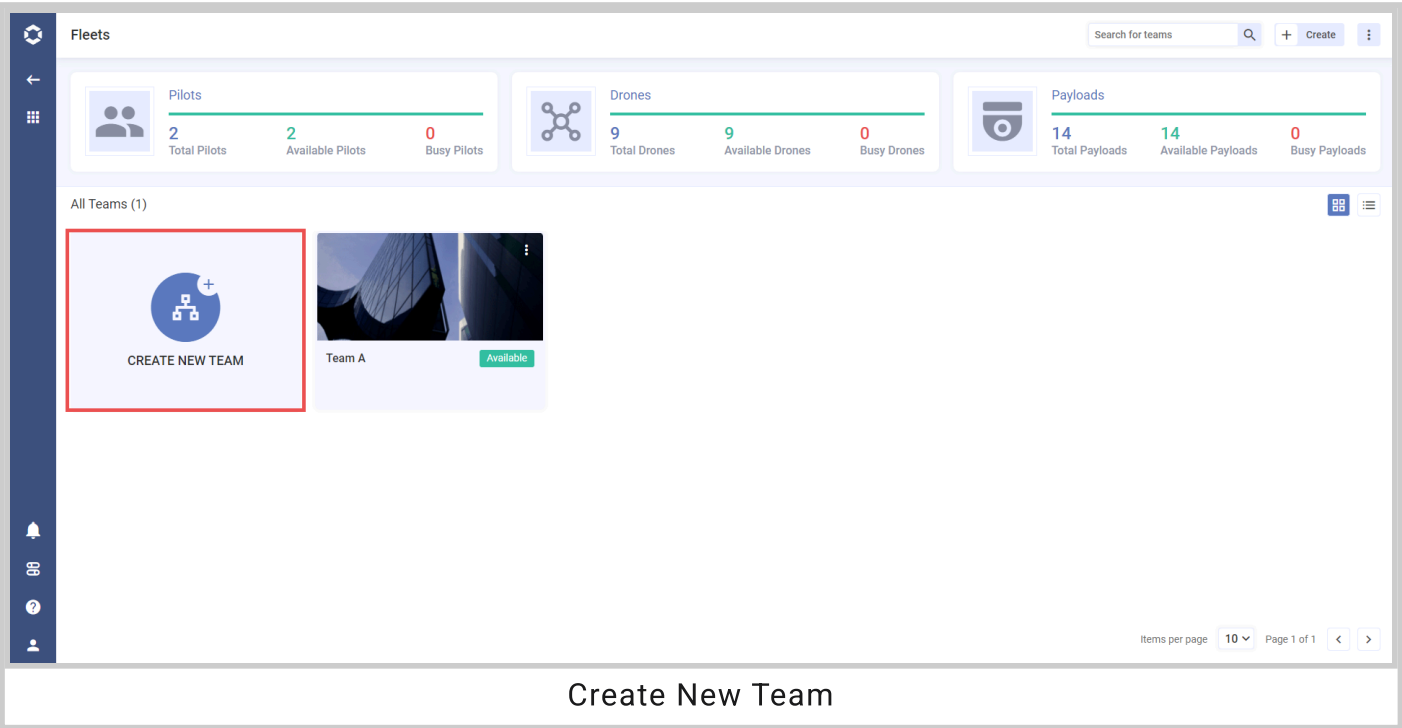 Fleets
Search for teams
Create
Pilots
2 2 0
Total Pilots Available Pilots Busy Pilots
Drones
9 9 0
Total Drones Available Drones Busy Drones
Payloads
14 14 0
Total Payloads Available Payloads Busy Payloads
All Teams (1)
CREATE NEW TEAM
Team A Available
Items per page 10 Page 1 of 1
Create New Team